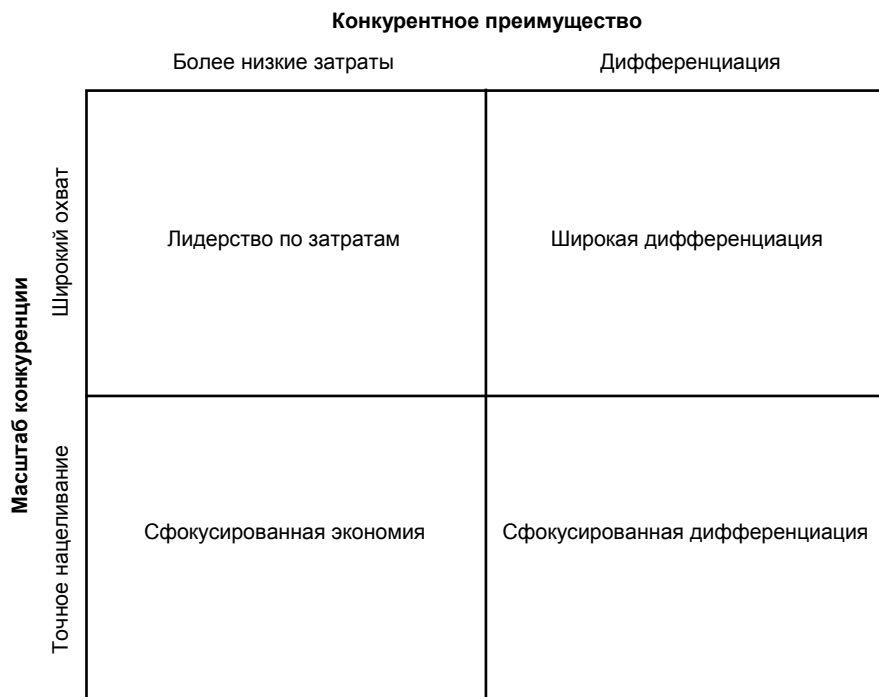 Конкурентное преимущество
Более низкие затраты
Дифференциация
Масштаб конкуренции
Широкий охват
Лидерство по затратам
Широкая дифференциация
Точное нацеливание
Сфокусированная экономия
Сфокусированная дифференциация